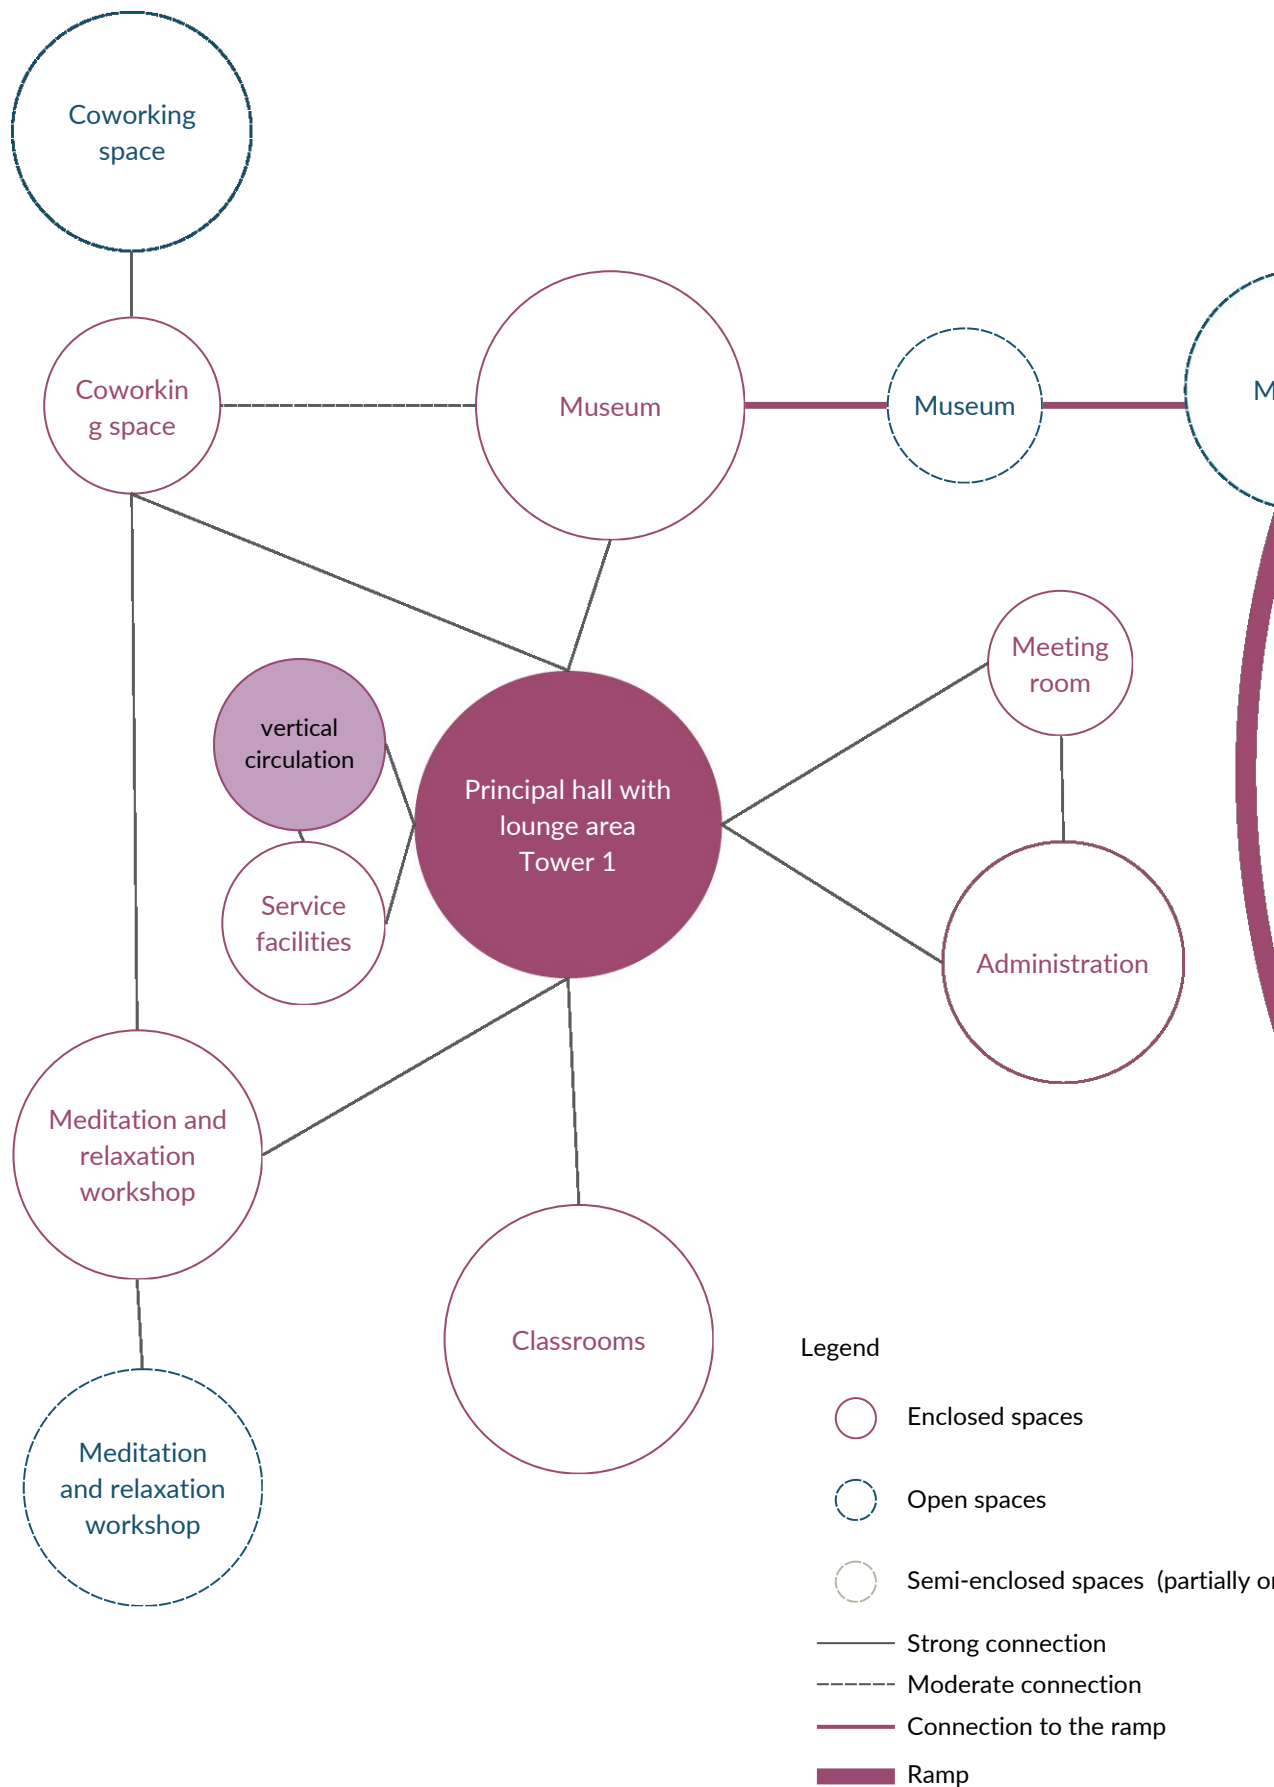 Coworking
space
Coworkin
g space
Museum
Museum
M
Meeting
room
vertical
circulation
Principal hall with
lounge area
Tower 1
Service
facilities
Administration
Meditation and
relaxation
workshop
Classrooms
Meditation
and relaxation
workshop
Legend
Enclosed spaces
Open spaces
Semi-enclosed spaces (partially or
Strong connection
Moderate connection
Connection to the ramp
Ramp